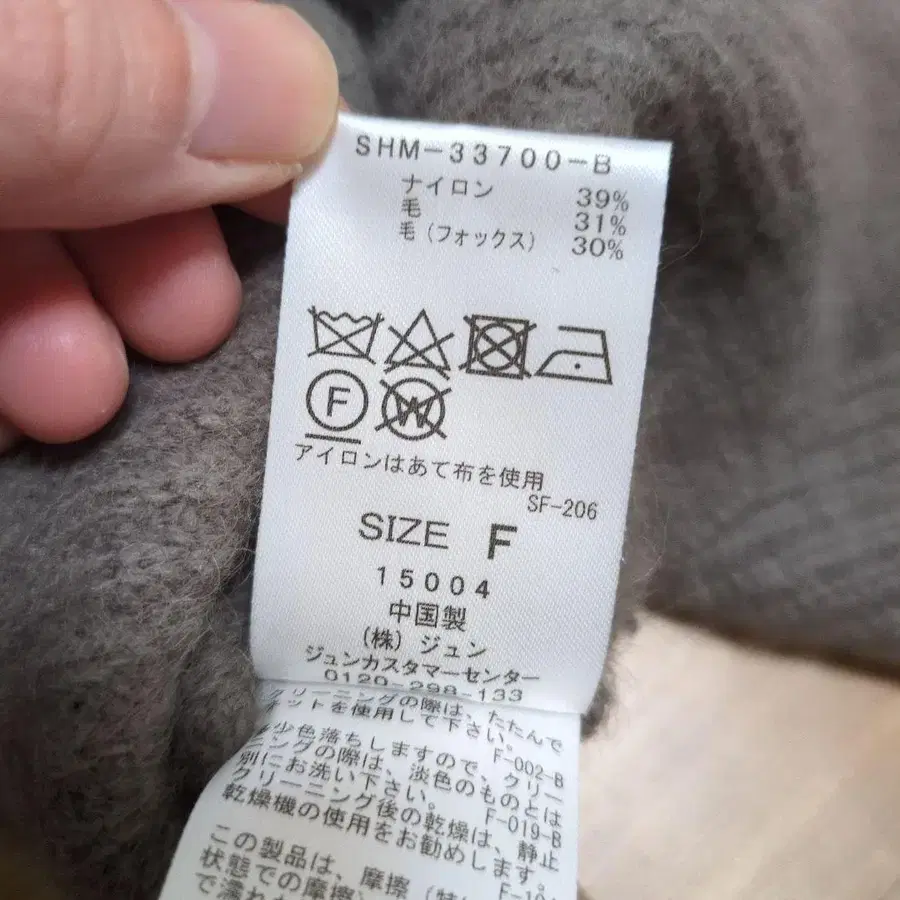 SHM-33700-B
ナイロン 39%
毛 31%
毛(フォックス) 30%
F
W
アイロンはあて布を使用
SF-206
SIZE F
15004
中国製
(株)ジュン
ジュンカスタマーセンター
0120-298-133
クリーニングの際は、たたんで
ネットを使用して下さい。
F-002-B
多少色落ちしますので、クリー
ニングの際は、淡色のものとは
別にお洗い下さい。
F-019-B
クリーニング後の乾燥は、静止
乾燥機の使用をお勧めします。
この製品は、摩擦
状態での摩擦